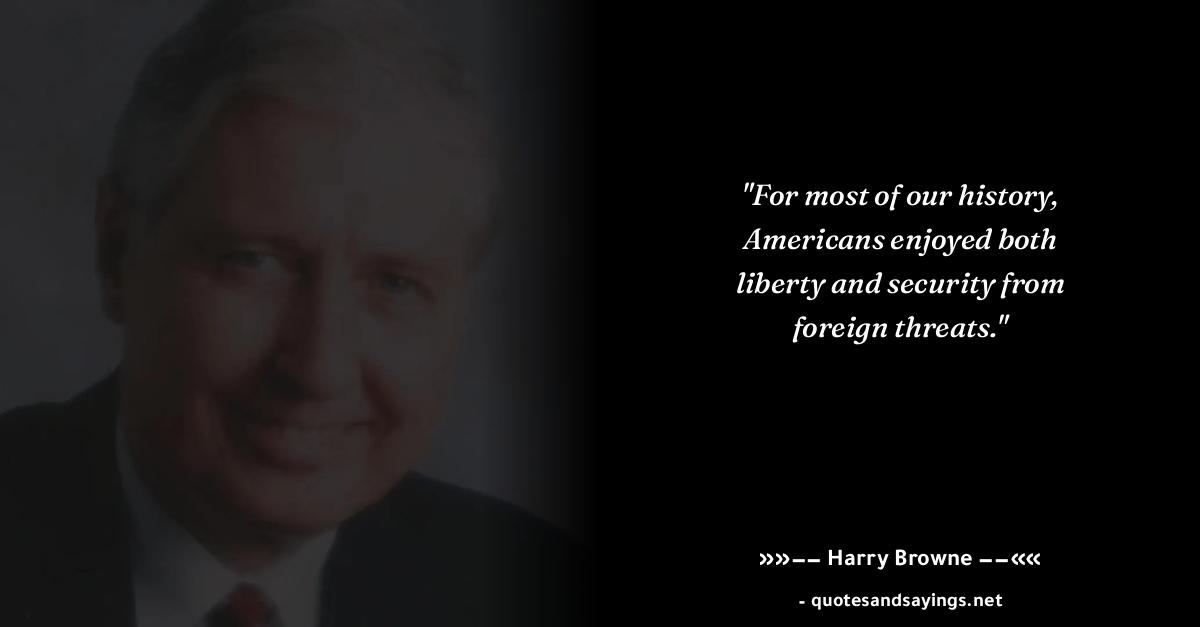 "For most of our history,
Americans enjoyed both
liberty and security from
foreign threats."
»»–– Harry Browne ––««
- quotesandsayings.net